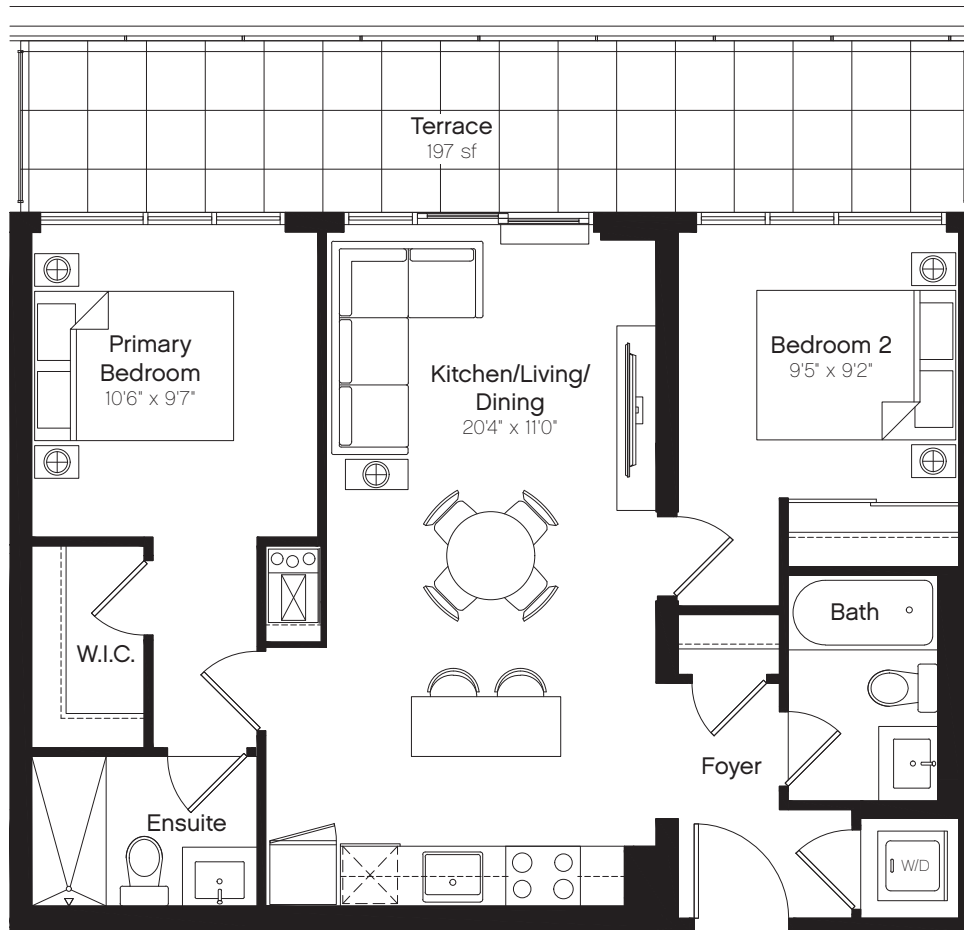 Terrace
197 sf
Primary
Bedroom
10'6" x 9'7"
Kitchen/Living/
Dining
20'4" x 11'0"
Bedroom 2
9'5" x 9'2"
W.I.C.
Bath
Foyer
Ensuite
W/D